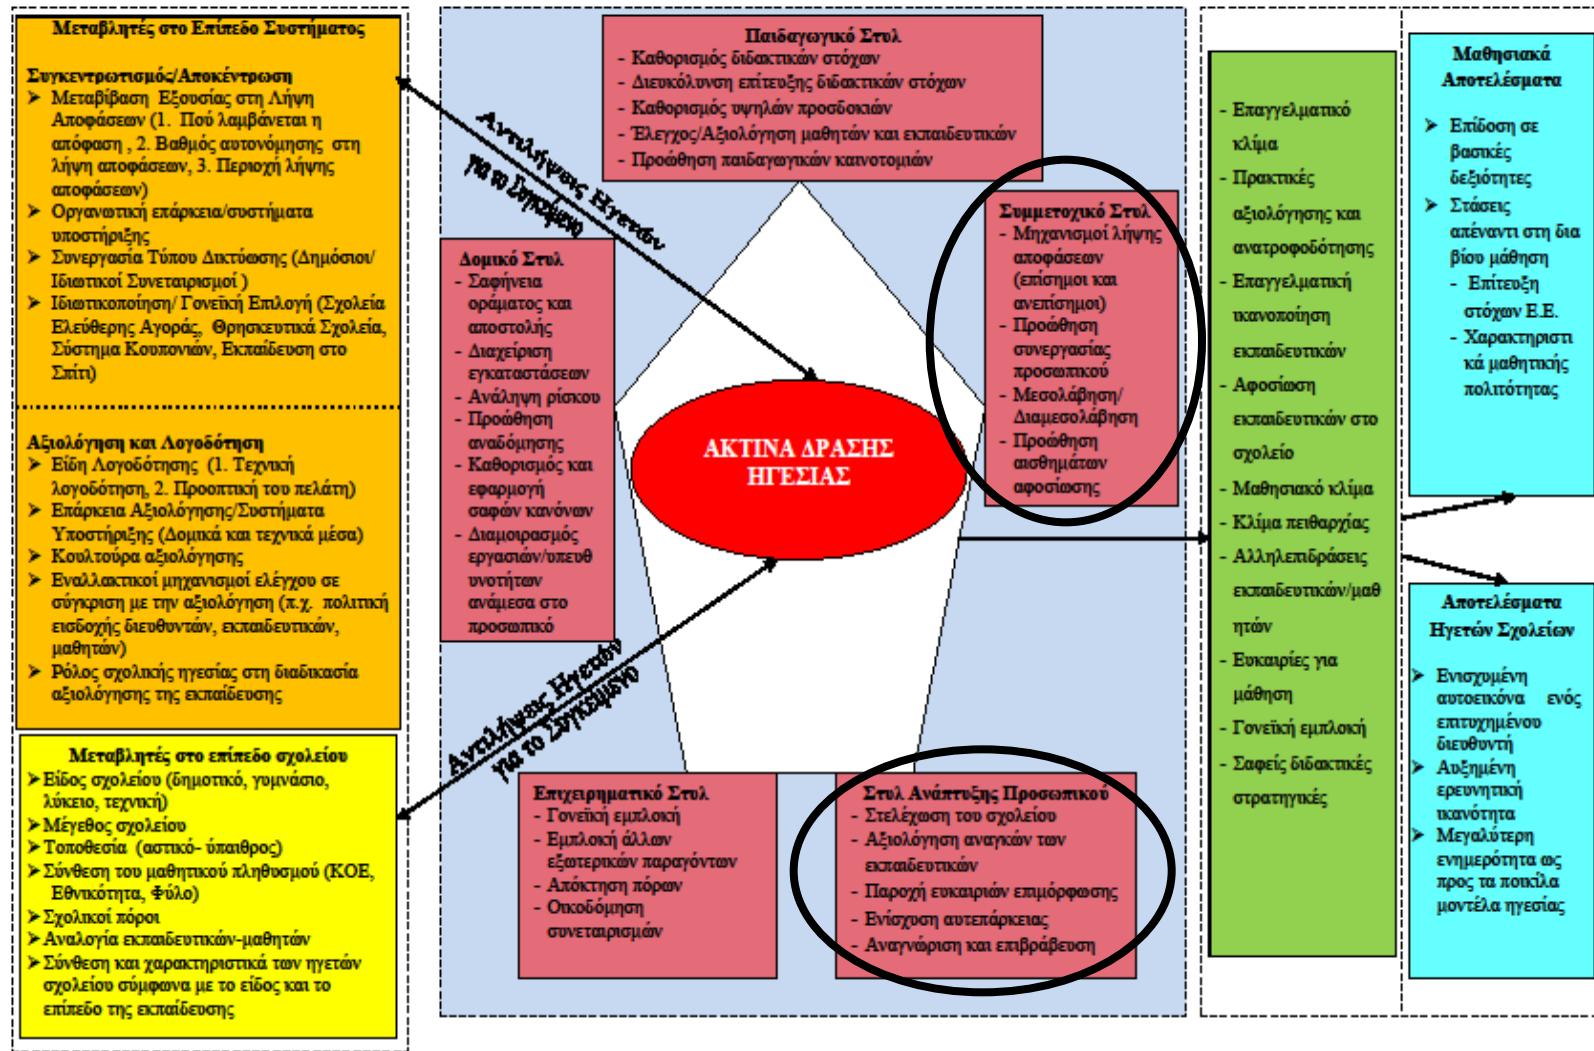 Μεταβλητές στο Επίπεδο Συστήματος
Συγκεντρωτισμός/Αποκέντρωση
➤ Μεταβίβαση Εξουσίας στη Λήψη
Αποφάσεων (1. Πού λαμβάνεται η
απόφαση , 2. Βαθμός αυτονόμησης στη
λήψη αποφάσεων, 3. Περιοχή λήψης
αποφάσεων)
➤ Οργανωτική επάρκεια/συστήματα
υποστήριξης
➤ Συνεργασία Τύπου Δικτύωσης (Δημόσιοι/
Ιδιωτικοί Συνεταιρισμοί )
➤ Ιδιωτικοποίηση/ Γονεϊκή Επιλογή (Σχολεία
Ελεύθερης Αγοράς, Θρησκευτικά Σχολεία,
Σύστημα Κουπονιών, Εκπαίδευση στο
Σπίτι)
Αξιολόγηση και Λογοδότηση
➤ Είδη Λογοδότησης (1. Τεχνική
λογοδότηση, 2. Προοπτική του πελάτη)
➤ Επάρκεια Αξιολόγησης/Συστήματα
Υποστήριξης (Δομικά και τεχνικά μέσα)
➤ Κουλτούρα αξιολόγησης
➤ Εναλλακτικοί μηχανισμοί ελέγχου σε
σύγκριση με την αξιολόγηση (π.χ. πολιτική
εισδοχής διευθυντών, εκπαιδευτικών,
μαθητών)
➤ Ρόλος σχολικής ηγεσίας στη διαδικασία
αξιολόγησης της εκπαίδευσης
Μεταβλητές στο επίπεδο σχολείου
➤ Είδος σχολείου (δημοτικό, γυμνάσιο,
λύκειο, τεχνική)
➤ Μέγεθος σχολείου
➤ Τοποθεσία (αστικό- ύπαιθρος)
➤ Σύνθεση του μαθητικού πληθυσμού (ΚΟΕ,
Εθνικότητα, Φύλο)
➤ Σχολικοί πόροι
➤ Αναλογία εκπαιδευτικών-μαθητών
➤ Σύνθεση και χαρακτηριστικά των ηγετών
σχολείου σύμφωνα με το είδος και το
επίπεδο της εκπαίδευσης
Αντιλήψεις Ηγετών
για το Συγκείμενο
Αντιλήψεις Ηγετών
για το Συγκείμενο
Παιδαγωγικό Στυλ
- Καθορισμός διδακτικών στόχων
- Διευκόλυνση επίτευξης διδακτικών στόχων
- Καθορισμός υψηλών προσδοκιών
- Έλεγχος/Αξιολόγηση μαθητών και εκπαιδευτικών
- Προώθηση παιδαγωγικών καινοτομιών
Δομικό Στυλ
- Σαφήνεια
οράματος και
αποστολής
- Διαχείριση
εγκαταστάσεων
- Ανάληψη ρίσκου
- Προώθηση
αναδόμησης
- Καθορισμός και
εφαρμογή
σαφών κανόνων
- Διαμοιρασμός
εργασιών/υπευθ
υνοτήτων
ανάμεσα στο
προσωπικό
ΑΚΤΙΝΑ ΔΡΑΣΗΣ
ΗΓΕΣΙΑΣ
Συμμετοχικό Στυλ
- Μηχανισμοί λήψης
αποφάσεων
(επίσημοι και
ανεπίσημοι)
- Προώθηση
συνεργασίας
προσωπικού
- Μεσολάβηση/
Διαμεσολάβηση
- Προώθηση
αισθημάτων
αφοσίωσης
Επιχειρηματικό Στυλ
- Γονεϊκή εμπλοκή
- Εμπλοκή άλλων
εξωτερικών παραγόντων
- Απόκτηση πόρων
- Οικοδόμηση
συνεταιρισμών
Στυλ Ανάπτυξης Προσωπικού
- Στελέχωση του σχολείου
- Αξιολόγηση αναγκών των
εκπαιδευτικών
- Παροχή ευκαιριών επιμόρφωσης
- Ενίσχυση αυτεπάρκειας
- Αναγνώριση και επιβράβευση
- Επαγγελματικό
κλίμα
- Πρακτικές
αξιολόγησης και
ανατροφοδότησης
- Επαγγελματική
ικανοποίηση
εκπαιδευτικών
- Αφοσίωση
εκπαιδευτικών στο
σχολείο
- Μαθησιακό κλίμα
- Κλίμα πειθαρχίας
- Αλληλεπιδράσεις
εκπαιδευτικών/μαθ
ητών
- Ευκαιρίες για
μάθηση
- Γονεϊκή εμπλοκή
- Σαφείς διδακτικές
στρατηγικές
Μαθησιακά
Αποτελέσματα
➤ Επίδοση σε
βασικές
δεξιότητες
➤ Στάσεις
απέναντι στη δια
βίου μάθηση
- Επίτευξη
στόχων Ε.Ε.
- Χαρακτηριστι
κά μαθητικής
πολιτότητας
Αποτελέσματα
Ηγετών Σχολείων
➤ Ενισχυμένη
αυτοεικόνα ενός
επιτυχημένου
διευθυντή
➤ Αυξημένη
ερευνητική
ικανότητα
➤ Μεγαλύτερη
ενημερότητα ως
προς τα ποικίλα
μοντέλα ηγεσίας